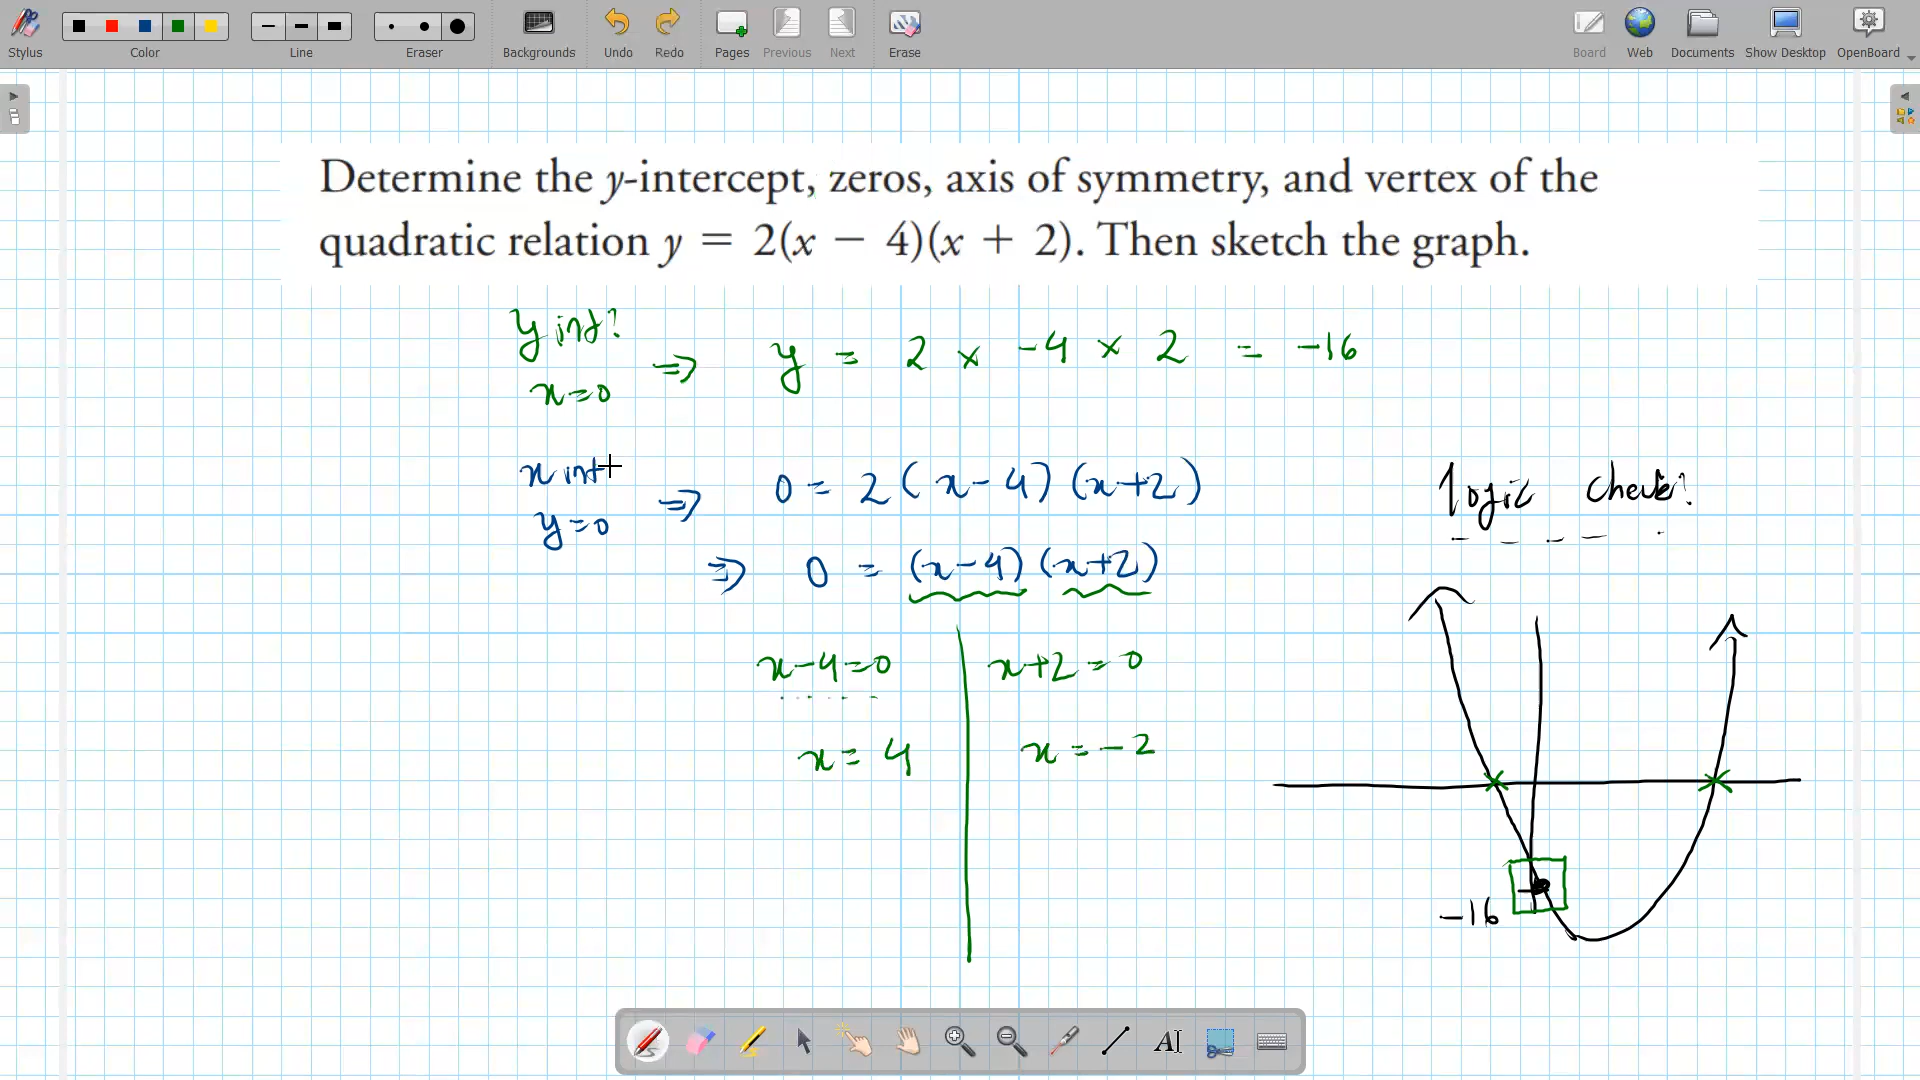 Stylus Color Line Eraser Backgrounds Undo Redo Pages Previous Next Erase Board Web Documents Show Desktop OpenBoard
Determine the y-intercept, zeros, axis of symmetry, and vertex of the
quadratic relation y = 2(x − 4)(x + 2). Then sketch the graph.
y int?
x=0
⇒ y = 2 × -4 × 2 = -16
x int
y=0
⇒ 0 = 2(x-4)(x+2)
⇒ 0 = (x-4)(x+2)
x-4=0
x+2=0
x=4
x=-2
logic check?
-16
AI